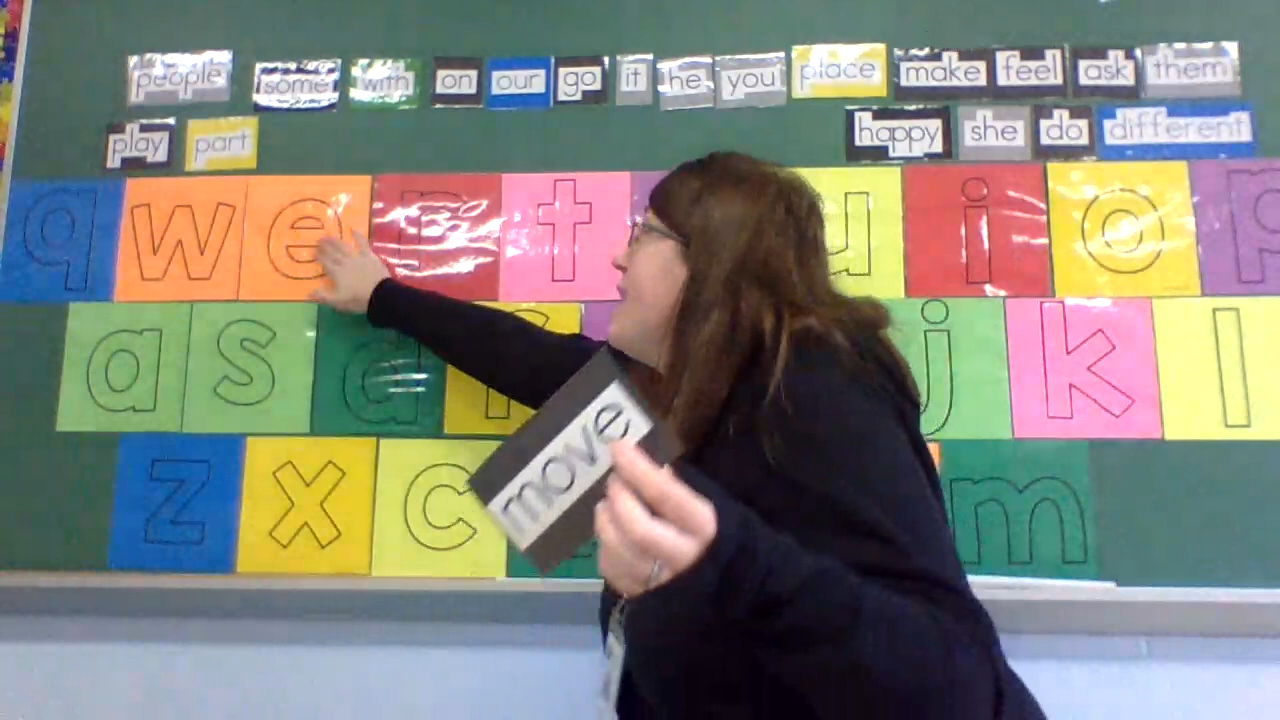 people some with on our go it he you place make feel ask them
play part happy she do different
q w e r t u i o p
a s d f j k l
z x c m
move